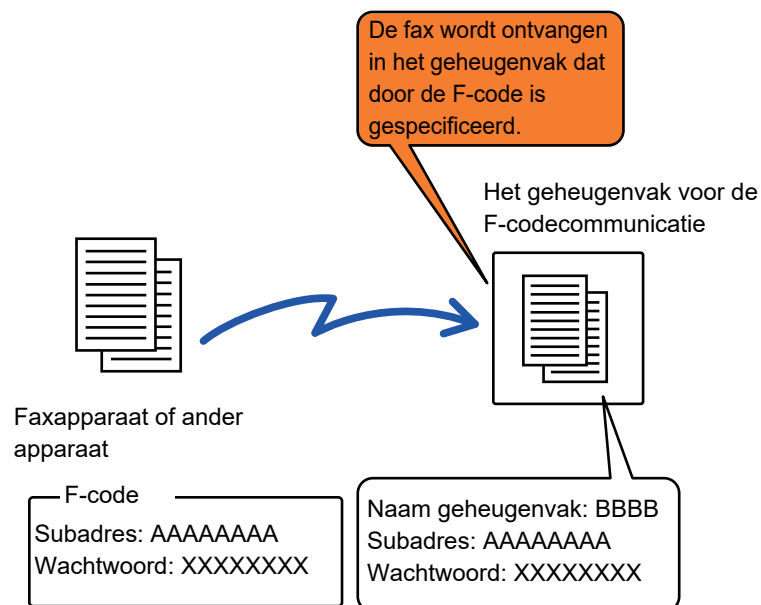 De fax wordt ontvangen
in het geheugenvak dat
door de F-code is
gespecificeerd.
Het geheugenvak voor de
F-codecommunicatie
Faxapparaat of ander
apparaat
F-code
Subadres: AAAAAAAA
Wachtwoord: XXXXXXXX
Naam geheugenvak: BBBB
Subadres: AAAAAAAA
Wachtwoord: XXXXXXXX